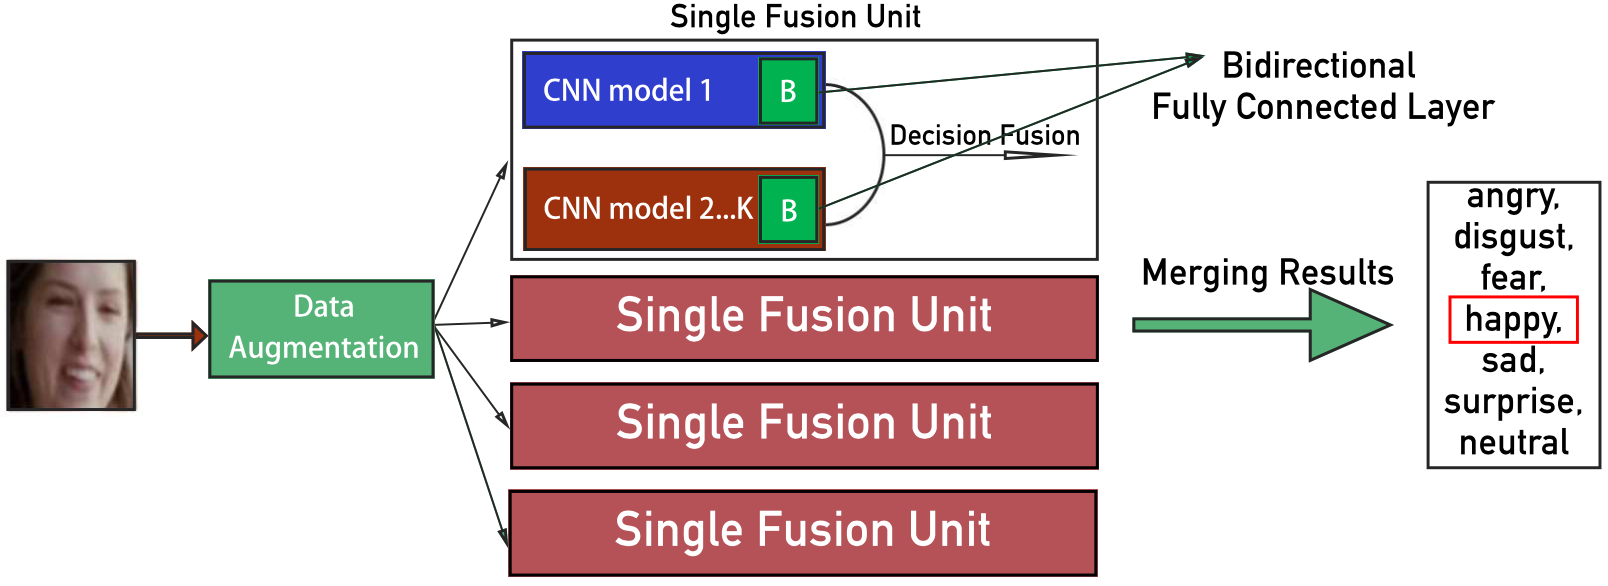 Single Fusion Unit
CNN model 1
B
Bidirectional
Fully Connected Layer
Decision Fusion
CNN model 2...K
B
Data
Augmentation
Single Fusion Unit
Single Fusion Unit
Single Fusion Unit
Merging Results
angry,
disgust,
fear,
happy,
sad,
surprise,
neutral